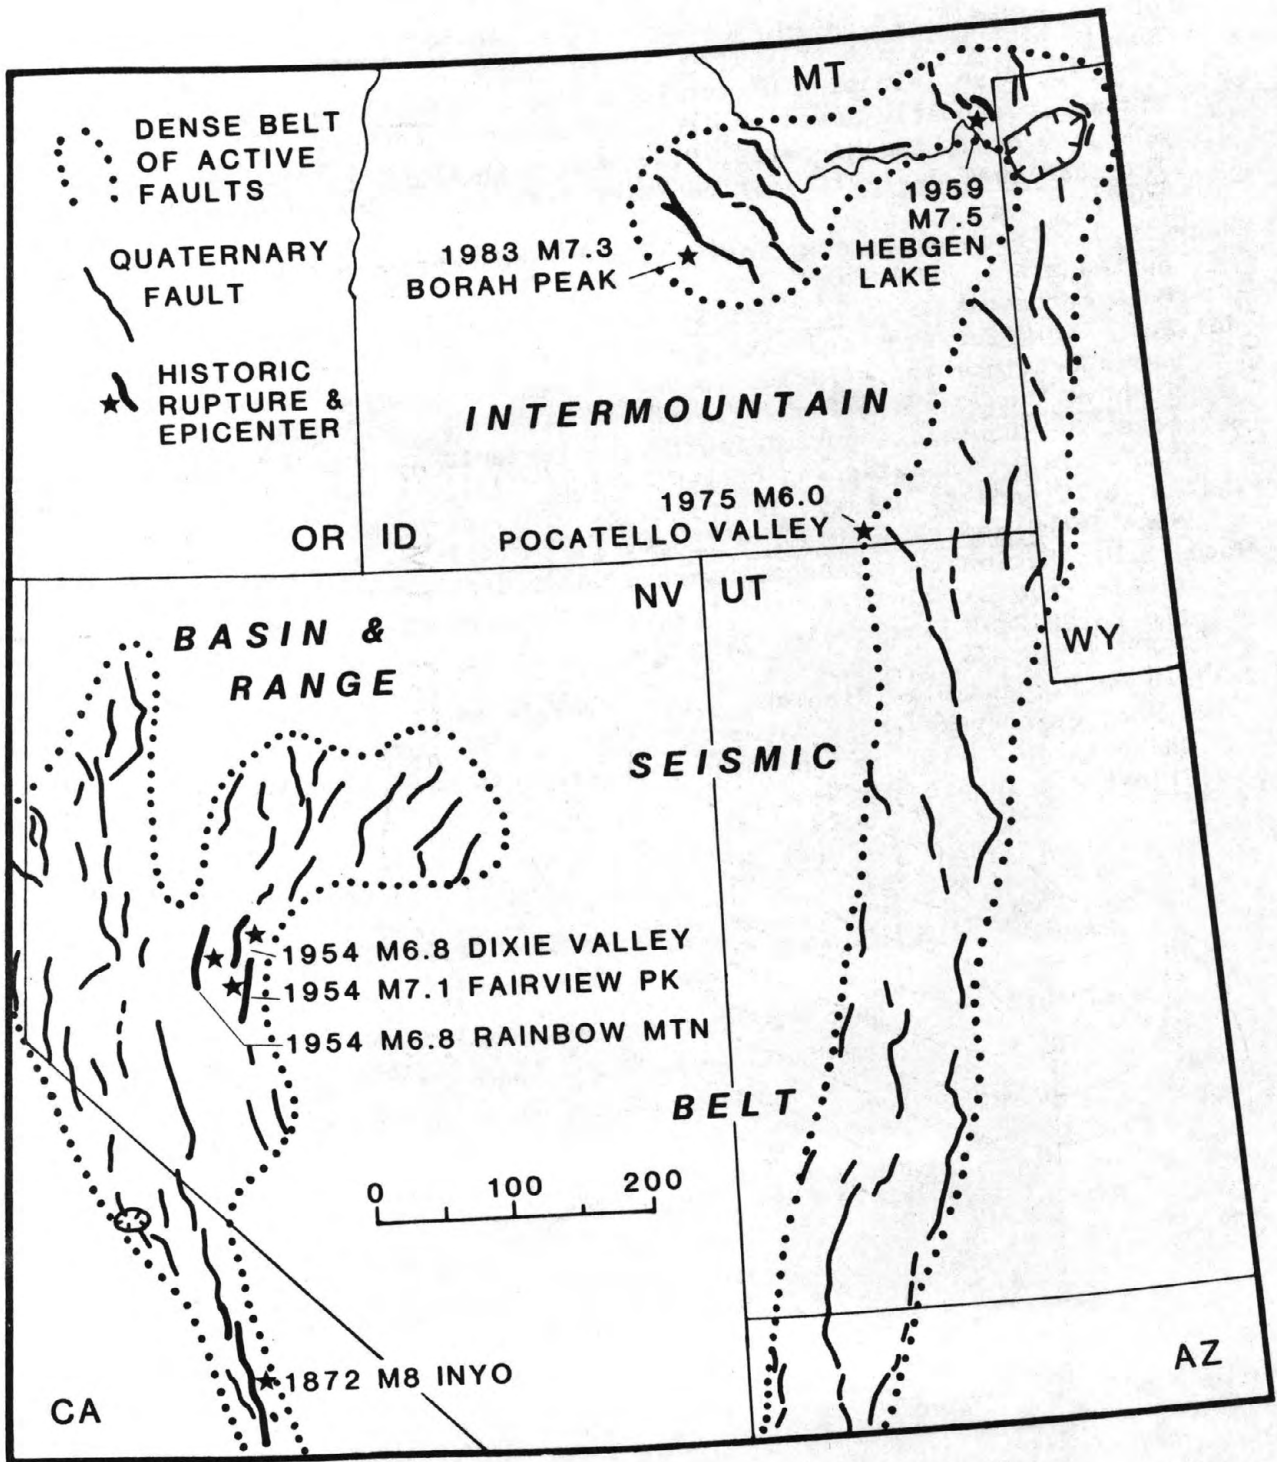 DENSE BELT
OF ACTIVE
FAULTS
QUATERNARY
FAULT
HISTORIC
RUPTURE &
EPICENTER
MT
1983 M7.3
BORAH PEAK
1959
M7.5
HEBGEN
LAKE
INTERMOUNTAIN
1975 M6.0
POCATELLO VALLEY
OR ID
NV UT
WY
BASIN &
RANGE
SEISMIC
1954 M6.8 DIXIE VALLEY
1954 M7.1 FAIRVIEW PK
1954 M6.8 RAINBOW MTN
BELT
0 100 200
1872 M8 INYO
CA
AZ